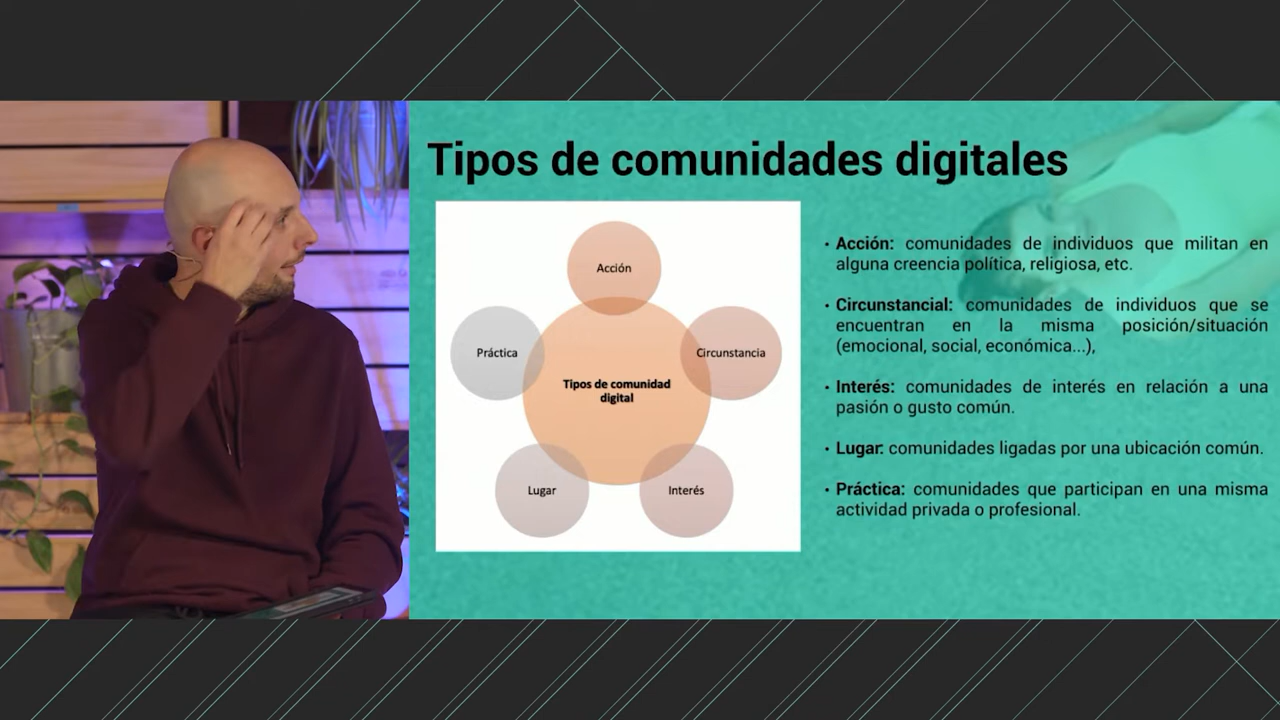 Tipos de comunidades digitales
Acción
Práctica
Circunstancia
Tipos de comunidad
digital
Lugar
Interés
• Acción: comunidades de individuos que militan en
alguna creencia política, religiosa, etc.
• Circunstancial: comunidades de individuos que se
encuentran en la misma posición/situación
(emocional, social, económica...),
• Interés: comunidades de interés en relación a una
pasión o gusto común.
• Lugar: comunidades ligadas por una ubicación común.
• Práctica: comunidades que participan en una misma
actividad privada o profesional.